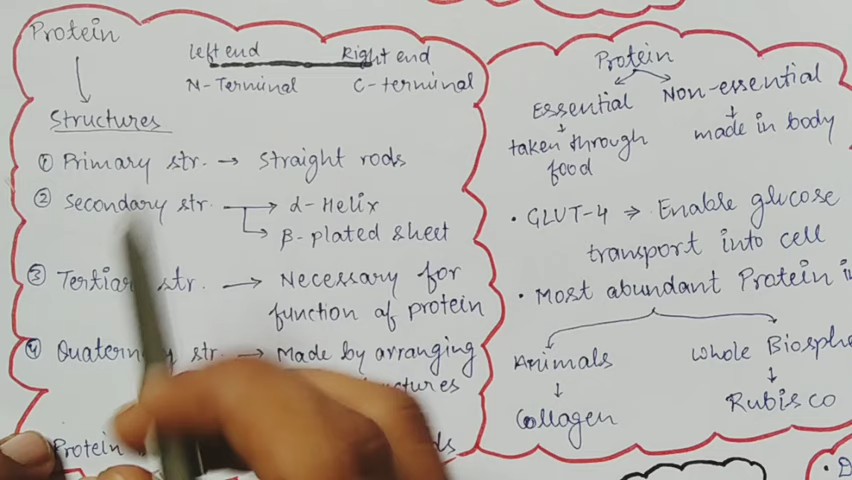 Protein
Left end Right end
N-Terminal C-terminal
Structures
① Primary str. → Straight rods
② Secondary str. → α-Helix
→ β-plated sheet
③ Tertiary str. → Necessary for
function of protein
④ Quaternary str. → Made by arranging
Protein
Protein
Essential Non-essential
taken through
food
made in body
• GLUT-4 ⇒ Enable glucose
transport into cell
• Most abundant Protein
Animals Whole
Collagen Rubisco